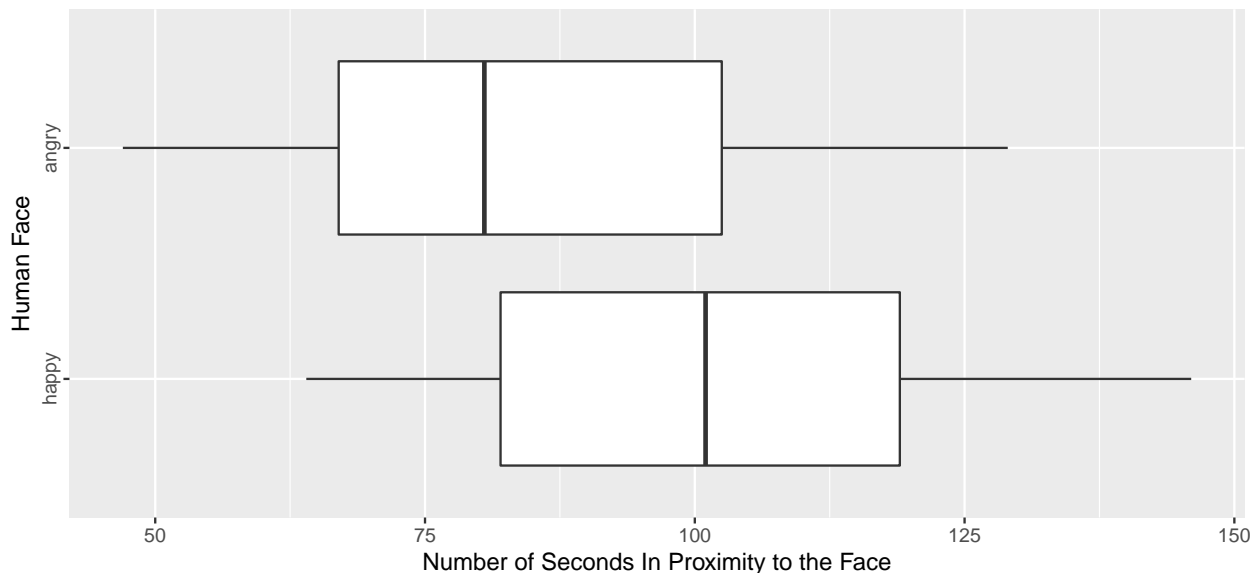 Human Face
angry
happy
50 75 100 125 150
Number of Seconds In Proximity to the Face